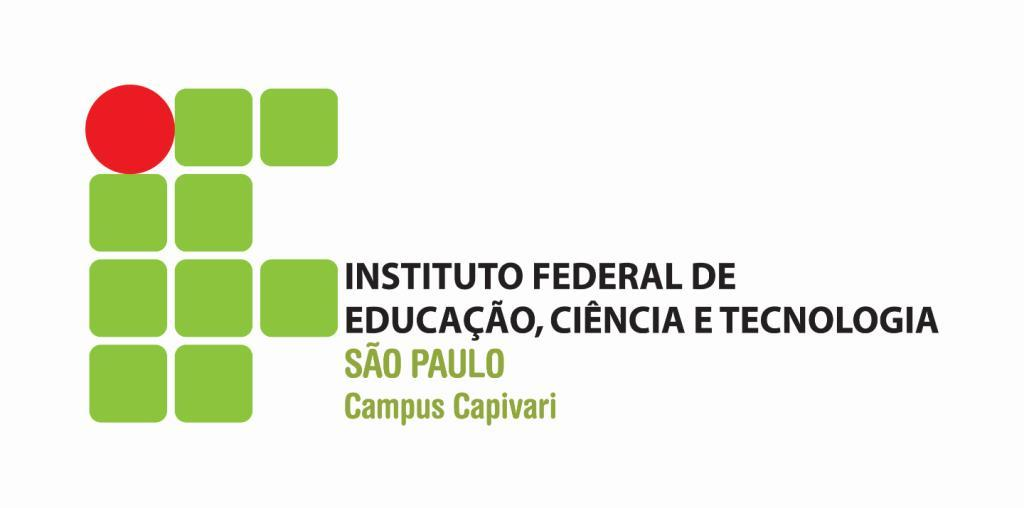 INSTITUTO FEDERAL DE
EDUCAÇÃO, CIÊNCIA E TECNOLOGIA
SÃO PAULO
Campus Capivari